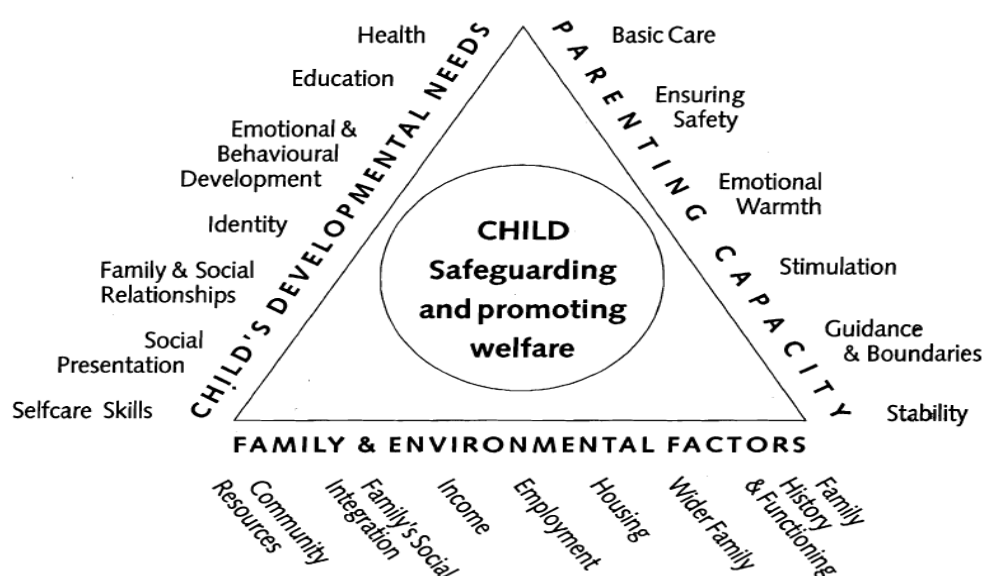 Health
Education
Emotional &
Behavioural
Development
Identity
Family & Social
Relationships
Social
Presentation
Selfcare Skills
CHILD'S DEVELOPMENTAL NEEDS
CHILD
Safeguarding
and promoting
welfare
PARENTING CAPACITY
Basic Care
Ensuring
Safety
Emotional
Warmth
Stimulation
Guidance
& Boundaries
Stability
FAMILY & ENVIRONMENTAL FACTORS
Community
Resources
Family's Social
Integration
Income
Employment
Housing
Wider Family
Family
History
& Functioning